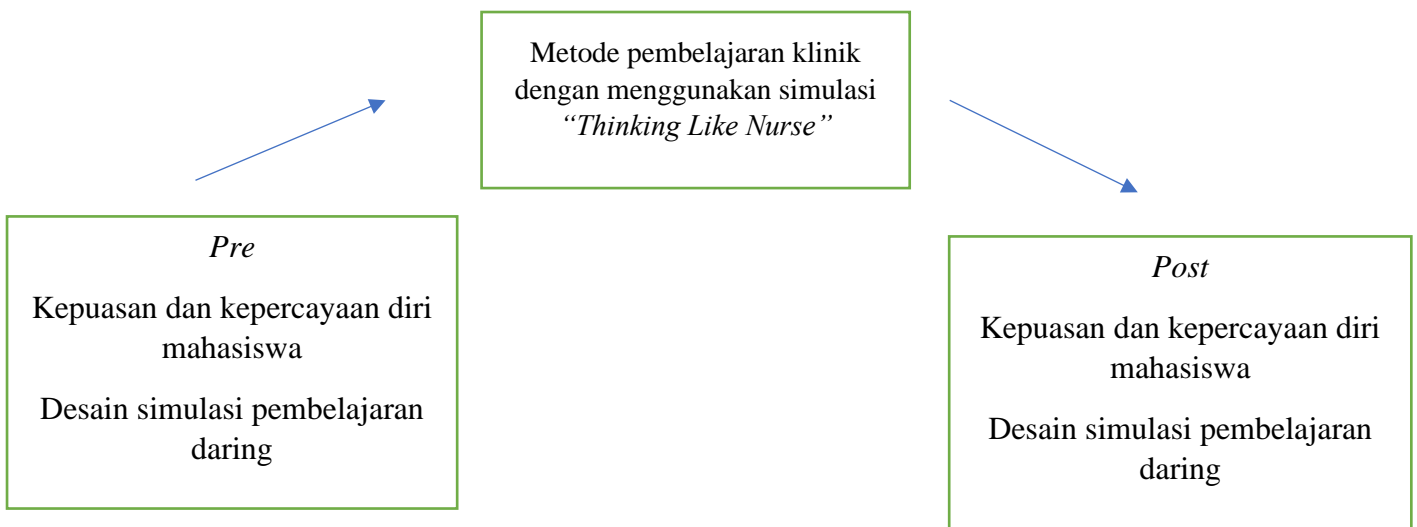 Metode pembelajaran klinik
dengan menggunakan simulasi
“Thinking Like Nurse”
Pre
Kepuasan dan kepercayaan diri
mahasiswa
Desain simulasi pembelajaran
daring
Post
Kepuasan dan kepercayaan diri
mahasiswa
Desain simulasi pembelajaran
daring